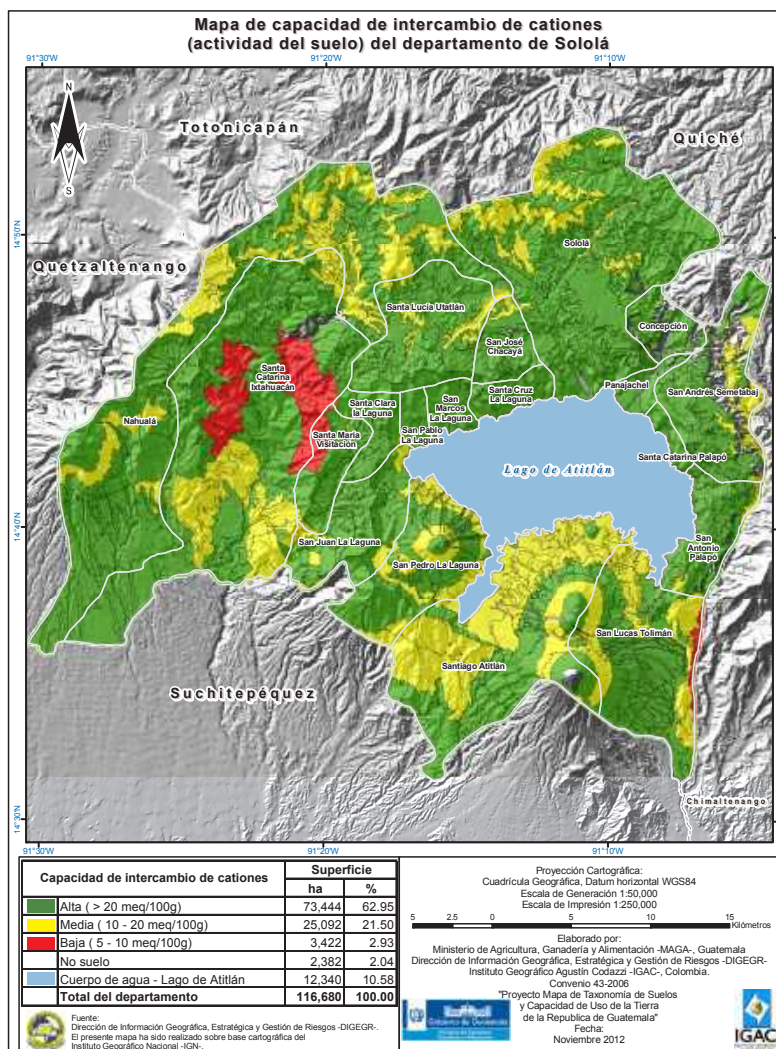 Mapa de capacidad de intercambio de cationes
(actividad del suelo) del departamento de Sololá
91°30'W
91°20'W
91°10'W
N
S
Totonicapán
Quiché
14°50'N
14°50'N
Sololá
Quetzaltenango
Santa Lucía Utatlán
Concepción
San José
Chacayá
Santa
Catarina
Ixtahuacán
Panajachel
San Andrés Semetabaj
Santa Cruz
La Laguna
San
Marcos
La Laguna
Santa Clara
la Laguna
Nahualá
San Pablo
La Laguna
Santa María
Visitación
Santa Catarina Palapó
Lago de Atitlán
14°40'N
14°40'N
San Juan La Laguna
San
Antonio
Palapó
San Pedro La Laguna
San Lucas Tolimán
Santiago Atitlán
Suchitepéquez
Chimaltenango
14°30'N
14°30'N
91°30'W
91°20'W
91°10'W
Capacidad de intercambio de cationes
Superficie
ha
%
Alta ( > 20 meq/100g) 73,444 62.95
Media ( 10 - 20 meq/100g) 25,092 21.50
Baja ( 5 - 10 meq/100g) 3,422 2.93
No suelo 2,382 2.04
Cuerpo de agua - Lago de Atitlán 12,340 10.58
Total del departamento 116,680 100.00
Fuente:
Dirección de Información Geográfica, Estratégica y Gestión de Riesgos -DIGEGR-.
El presente mapa ha sido realizado sobre base cartográfica del
Instituto Geográfico Nacional -IGN-.
Proyección Cartográfica:
Cuadrícula Geográfica, Datum horizontal WGS84
Escala de Generación 1:50,000
Escala de Impresión 1:250,000
5 2.5 0 5 10 15
Kilómetros
Elaborado por:
Ministerio de Agricultura, Ganadería y Alimentación -MAGA-, Guatemala
Dirección de Información Geográfica, Estratégica y Gestión de Riesgos -DIGEGR-
Instituto Geográfico Agustín Codazzi -IGAC-, Colombia.
Convenio 43-2006
"Proyecto Mapa de Taxonomía de Suelos
y Capacidad de Uso de la Tierra
de la Republica de Guatemala"
Fecha:
Noviembre 2012
Gobierno de Guatemala
IGAC